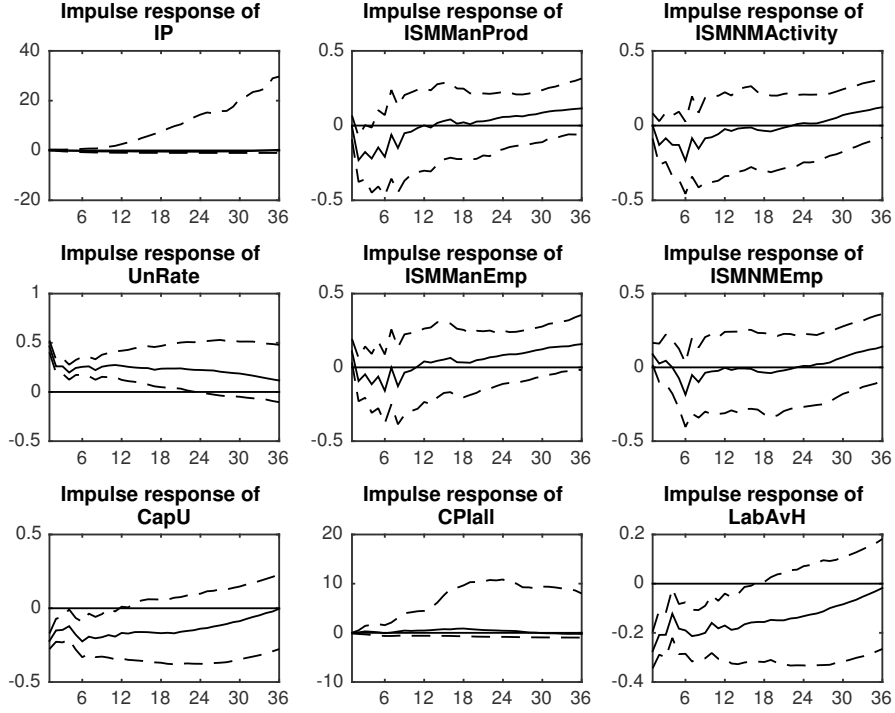 Impulse response of
IP
40
20
0
-20
6 12 18 24 30 36
Impulse response of
ISMManProd
0.5
0
-0.5
6 12 18 24 30 36
Impulse response of
ISMNMActivity
0.5
0
-0.5
6 12 18 24 30 36
Impulse response of
UnRate
1
0.5
0
-0.5
6 12 18 24 30 36
Impulse response of
ISMManEmp
0.5
0
-0.5
6 12 18 24 30 36
Impulse response of
ISMNMEmp
0.5
0
-0.5
6 12 18 24 30 36
Impulse response of
CapU
0.5
0
-0.5
6 12 18 24 30 36
Impulse response of
CPIall
20
10
0
-10
6 12 18 24 30 36
Impulse response of
LabAvH
0.2
0
-0.2
-0.4
6 12 18 24 30 36